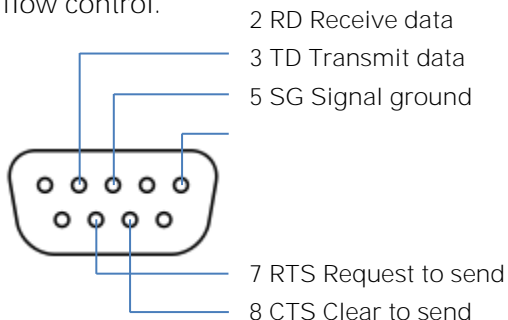 flow control.
2 RD Receive data
3 TD Transmit data
5 SG Signal ground
7 RTS Request to send
8 CTS Clear to send